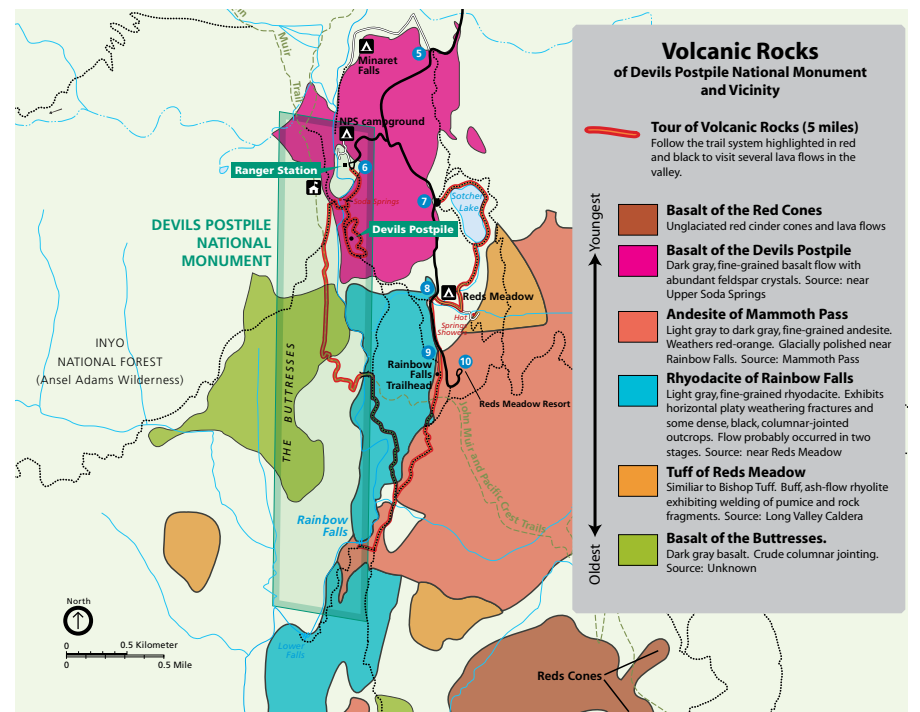 Muir
Trail
Minaret
Falls
5
NPS campground
Ranger Station
6
Soda Springs
7
Sotcher
Lake
Devils Postpile
DEVILS POSTPILE
NATIONAL
MONUMENT
8
Reds Meadow
Hot
Spring
Showers
INYO
NATIONAL FOREST
(Ansel Adams Wilderness)
THE BUTTRESSES
9
10
Rainbow
Falls
Trailhead
Reds Meadow Resort
John Muir and Pacific Crest Trails
Rainbow
Falls
North
0 0.5 Kilometer
0 0.5 Mile
Lower
Falls
Reds Cones
Volcanic Rocks
of Devils Postpile National Monument
and Vicinity
Tour of Volcanic Rocks (5 miles)
Follow the trail system highlighted in red
and black to visit several lava flows in the
valley.
Youngest
Oldest
Basalt of the Red Cones
Unglaciated red cinder cones and lava flows
Basalt of the Devils Postpile
Dark gray, fine-grained basalt flow with
abundant feldspar crystals. Source: near
Upper Soda Springs
Andesite of Mammoth Pass
Light gray to dark gray, fine-grained andesite.
Weathers red-orange. Glacially polished near
Rainbow Falls. Source: Mammoth Pass
Rhyodacite of Rainbow Falls
Light gray, fine-grained rhyodacite. Exhibits
horizontal platy weathering fractures and
some dense, black, columnar-jointed
outcrops. Flow probably occurred in two
stages. Source: near Reds Meadow
Tuff of Reds Meadow
Similiar to Bishop Tuff. Buff, ash-flow rhyolite
exhibiting welding of pumice and rock
fragments. Source: Long Valley Caldera
Basalt of the Buttresses.
Dark gray basalt. Crude columnar jointing.
Source: Unknown